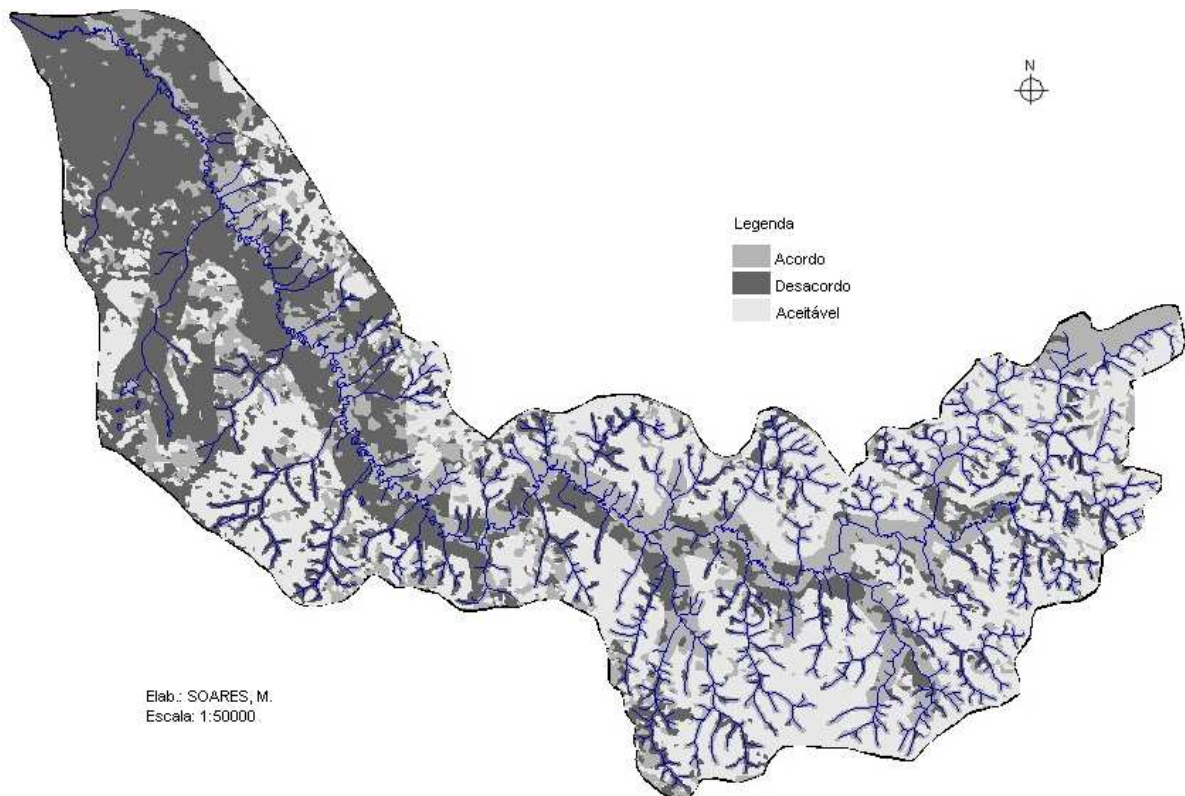 N
Legenda
Acordo
Desacordo
Aceitável
Elab.: SOARES, M.
Escala: 1:50000